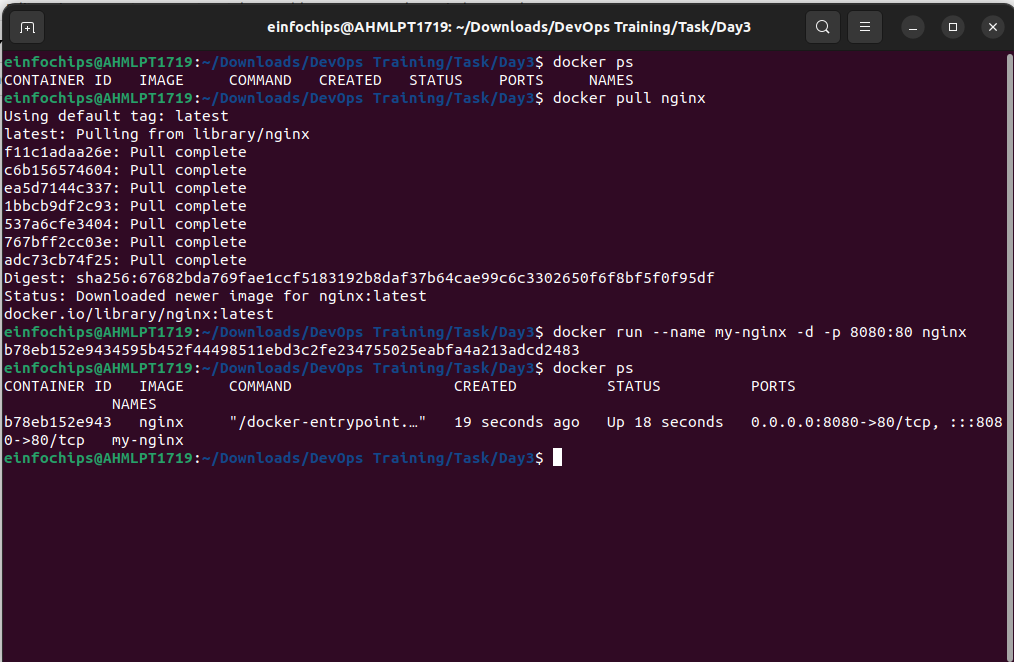 einfochips@AHMLPT1719: ~/Downloads/DevOps Training/Task/Day3
einfochips@AHMLPT1719:~/Downloads/DevOps Training/Task/Day3$ docker ps
CONTAINER ID   IMAGE     COMMAND   CREATED   STATUS    PORTS     NAMES
einfochips@AHMLPT1719:~/Downloads/DevOps Training/Task/Day3$ docker pull nginx
Using default tag: latest
latest: Pulling from library/nginx
f11c1adaa26e: Pull complete
c6b156574604: Pull complete
ea5d7144c337: Pull complete
1bbcb9df2c93: Pull complete
537a6cfe3404: Pull complete
767bff2cc03e: Pull complete
adc73cb74f25: Pull complete
Digest: sha256:67682bda769fae1ccf5183192b8daf37b64cae99c6c3302650f6f8bf5f0f95df
Status: Downloaded newer image for nginx:latest
docker.io/library/nginx:latest
einfochips@AHMLPT1719:~/Downloads/DevOps Training/Task/Day3$ docker run --name my-nginx -d -p 8080:80 nginx
b78eb152e9434595b452f44498511ebd3c2fe234755025eabfa4a213adcd2483
einfochips@AHMLPT1719:~/Downloads/DevOps Training/Task/Day3$ docker ps
CONTAINER ID   IMAGE     COMMAND                  CREATED          STATUS          PORTS
            NAMES
b78eb152e943   nginx     "/docker-entrypoint.…"   19 seconds ago   Up 18 seconds   0.0.0.0:8080->80/tcp, :::808
0->80/tcp   my-nginx
einfochips@AHMLPT1719:~/Downloads/DevOps Training/Task/Day3$